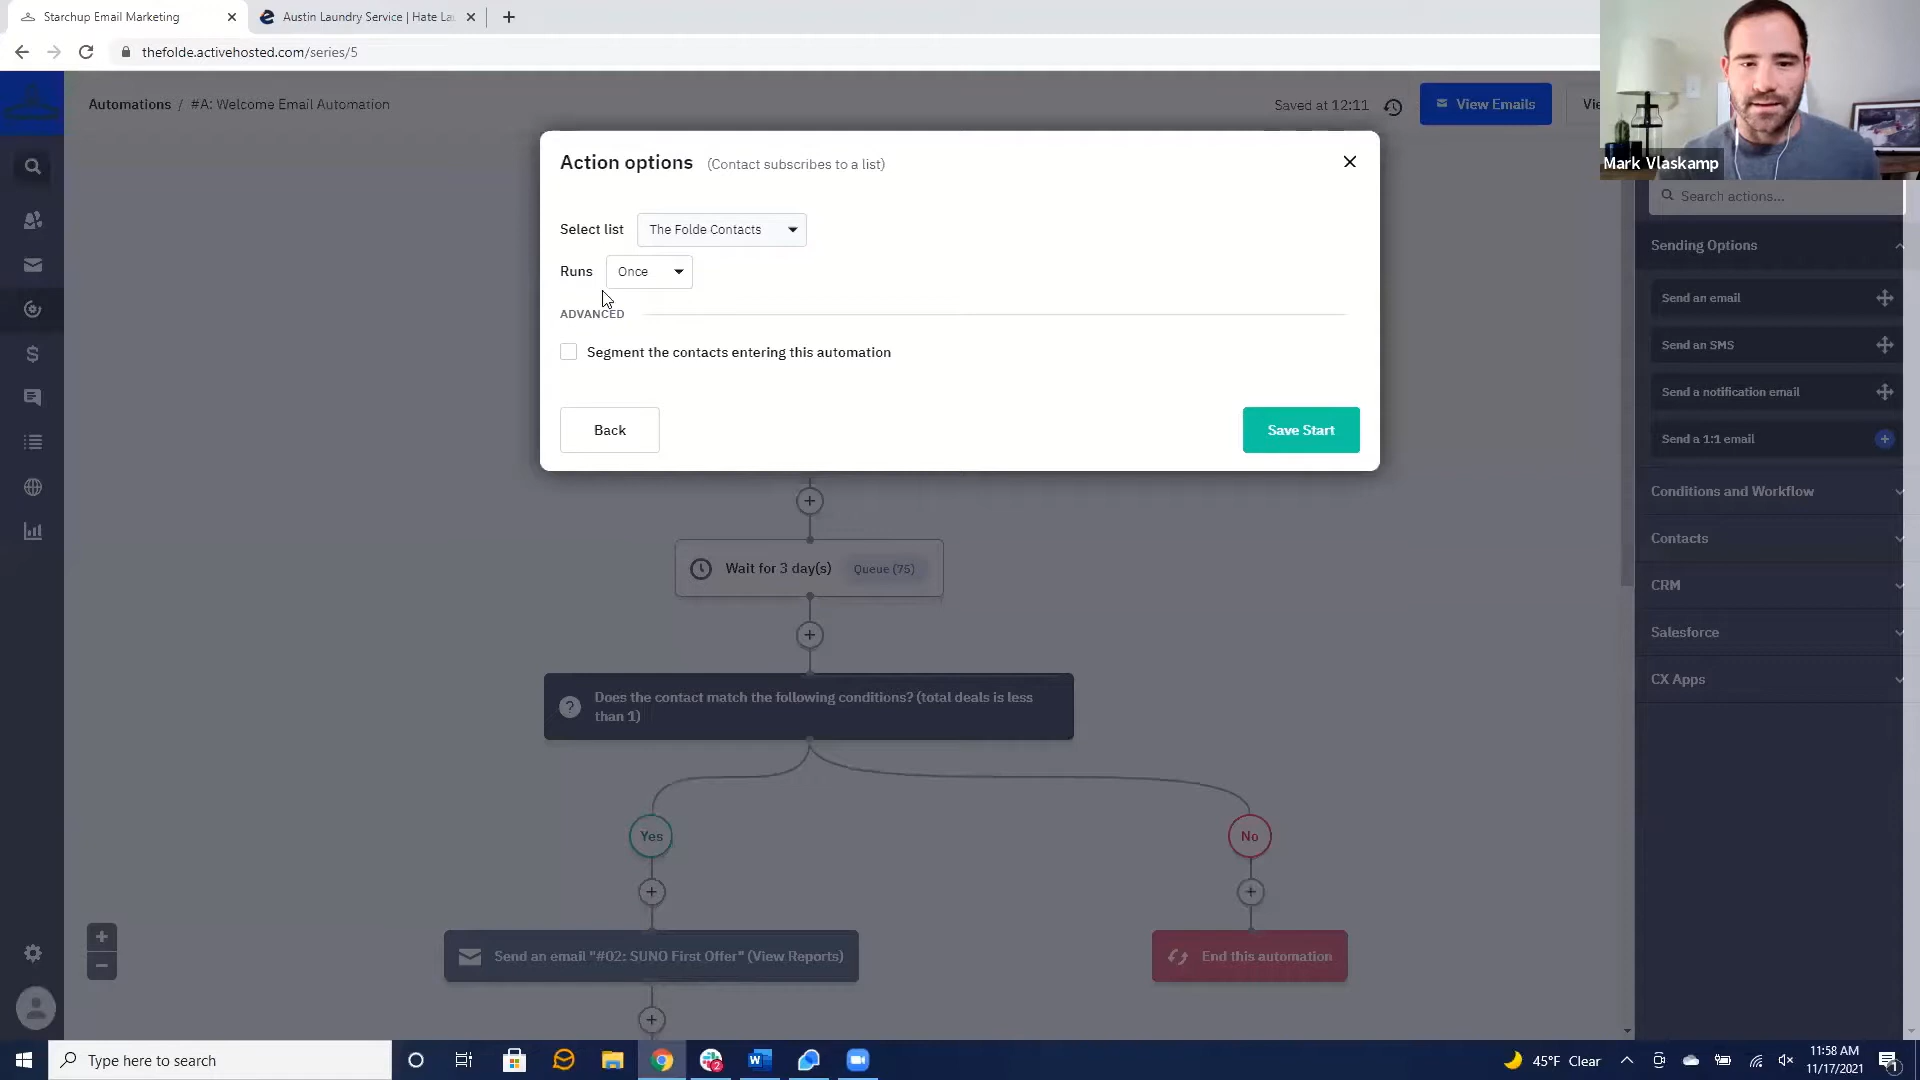 Starchup Email Marketing
Austin Laundry Service | Hate La
thefolde.activehosted.com/series/5
Mark Vlaskamp
Automations / #A: Welcome Email Automation
Saved at 12:11
View Emails
Vie
Action options (Contact subscribes to a list)
Select list The Folde Contacts
Runs Once
ADVANCED
Segment the contacts entering this automation
Back
Save Start
Search actions...
Sending Options
Send an email
Send an SMS
Send a notification email
Send a 1:1 email
Conditions and Workflow
Contacts
CRM
Salesforce
CX Apps
Wait for 3 day(s) Queue (75)
Does the contact match the following conditions? (total deals is less
than 1)
Yes
No
Send an email "#02: SUNO First Offer" (View Reports)
End this automation
Type here to search
2
45°F Clear
11:58 AM
11/17/2021
1